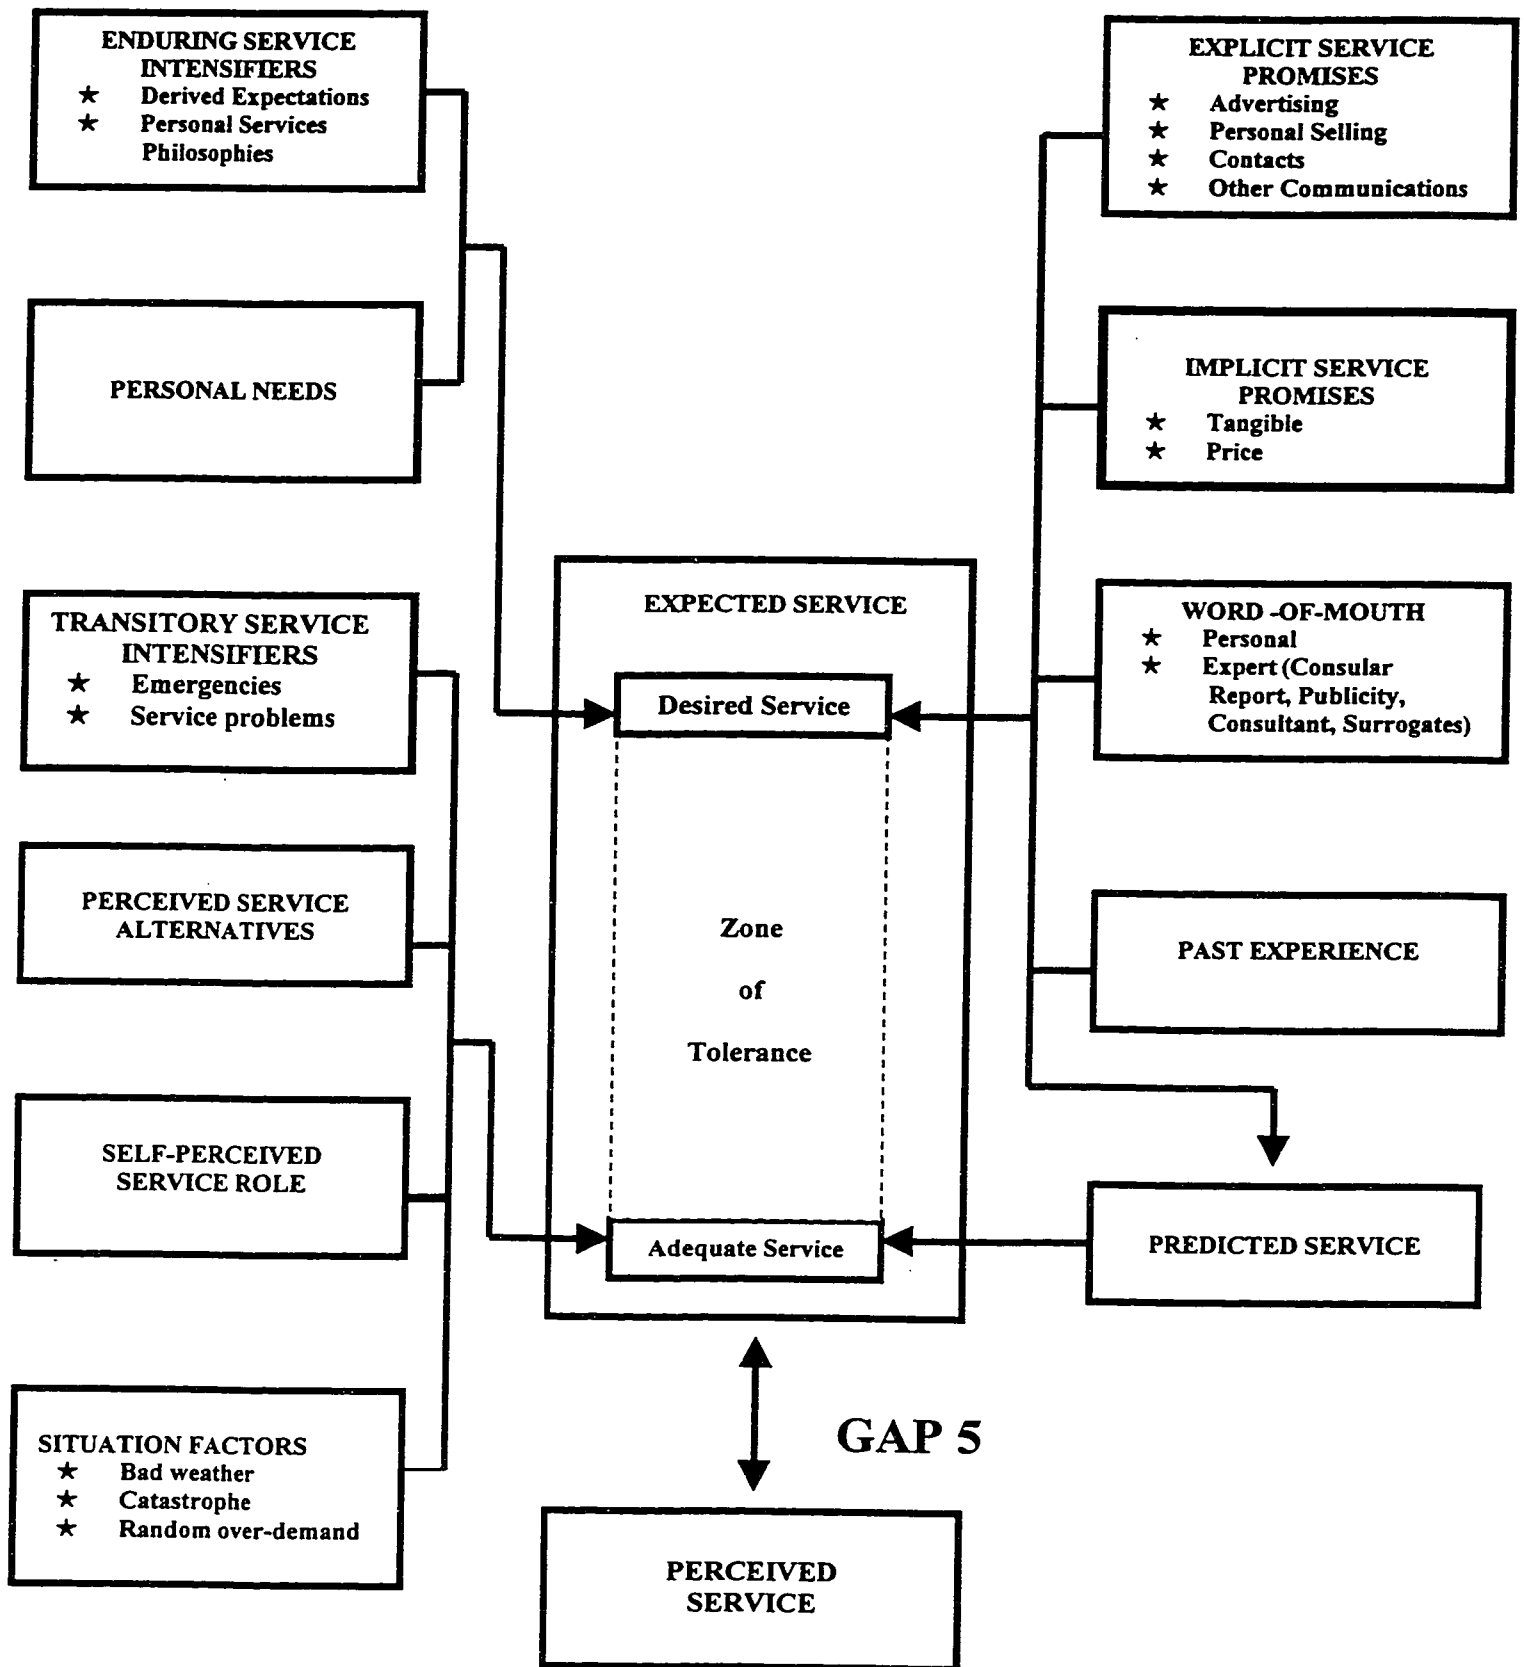 ENDURING SERVICE
INTENSIFIERS
★ Derived Expectations
★ Personal Services
Philosophies
PERSONAL NEEDS
TRANSITORY SERVICE
INTENSIFIERS
★ Emergencies
★ Service problems
PERCEIVED SERVICE
ALTERNATIVES
SELF-PERCEIVED
SERVICE ROLE
SITUATION FACTORS
★ Bad weather
★ Catastrophe
★ Random over-demand
EXPECTED SERVICE
Desired Service
Zone
of
Tolerance
Adequate Service
GAP 5
PERCEIVED
SERVICE
EXPLICIT SERVICE
PROMISES
★ Advertising
★ Personal Selling
★ Contacts
★ Other Communications
IMPLICIT SERVICE
PROMISES
★ Tangible
★ Price
WORD -OF-MOUTH
★ Personal
★ Expert (Consular
Report, Publicity,
Consultant, Surrogates)
PAST EXPERIENCE
PREDICTED SERVICE